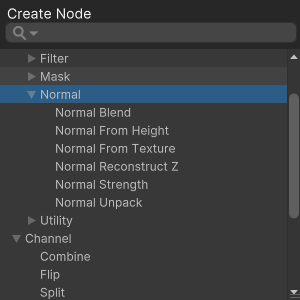 Create Node
Filter
Mask
Normal
Normal Blend
Normal From Height
Normal From Texture
Normal Reconstruct Z
Normal Strength
Normal Unpack
Utility
Channel
Combine
Flip
Split